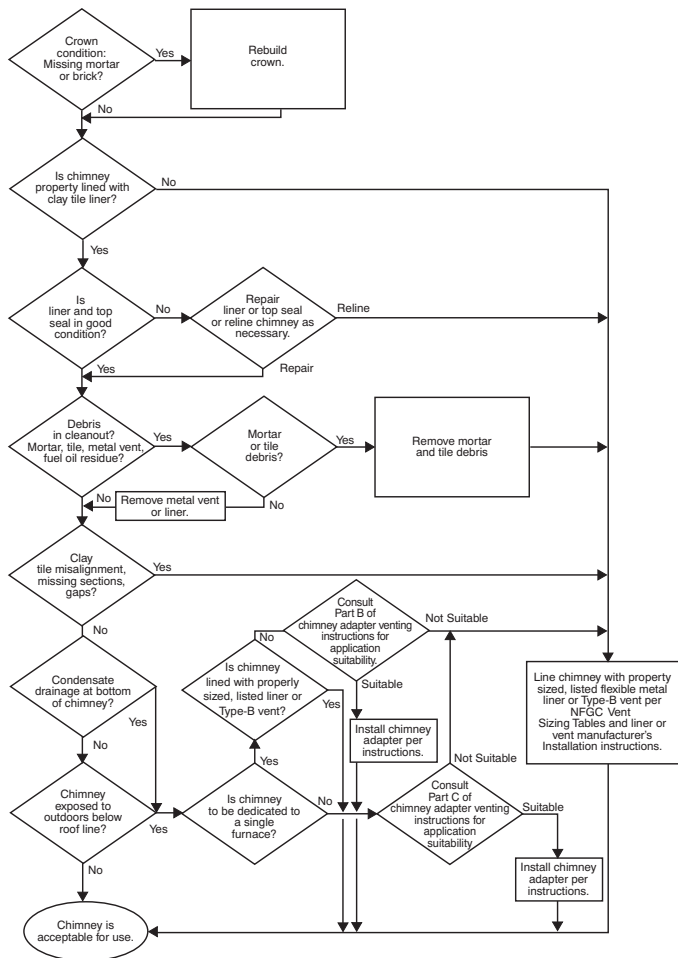 Crown
condition:
Missing mortar
or brick?
Yes
Rebuild
crown.
No
Is chimney
property lined with
clay tile liner?
No
Yes
Is
liner and top
seal in good
condition?
No
Repair
liner or top seal
or reline chimney as
necessary.
Reline
Yes
Repair
Debris
in cleanout?
Mortar, tile, metal vent,
fuel oil residue?
Yes
Mortar
or tile
debris?
Yes
Remove mortar
and tile debris
No
Remove metal vent
or liner.
No
Clay
tile misalignment,
missing sections,
gaps?
Yes
No
Consult
Part B of
chimney adapter venting
instructions for
application
suitability.
Not Suitable
No
Suitable
Condensate
drainage at bottom
of chimney?
Yes
No
Is chimney
lined with properly
sized, listed liner or
Type-B vent?
Yes
Yes
Install chimney
adapter per
instructions.
Not Suitable
Line chimney with property
sized, listed flexible metal
liner or Type-B vent per
NFGC Vent
Sizing Tables and liner or
vent manufacturer's
Installation instructions.
Chimney
exposed to
outdoors below
roof line?
Yes
No
Is chimney
to be dedicated to
a single
furnace?
No
Consult
Part C of
chimney adapter venting
instructions for
application
suitability
Suitable
Install chimney
adapter per
instructions.
Chimney is
acceptable for use.